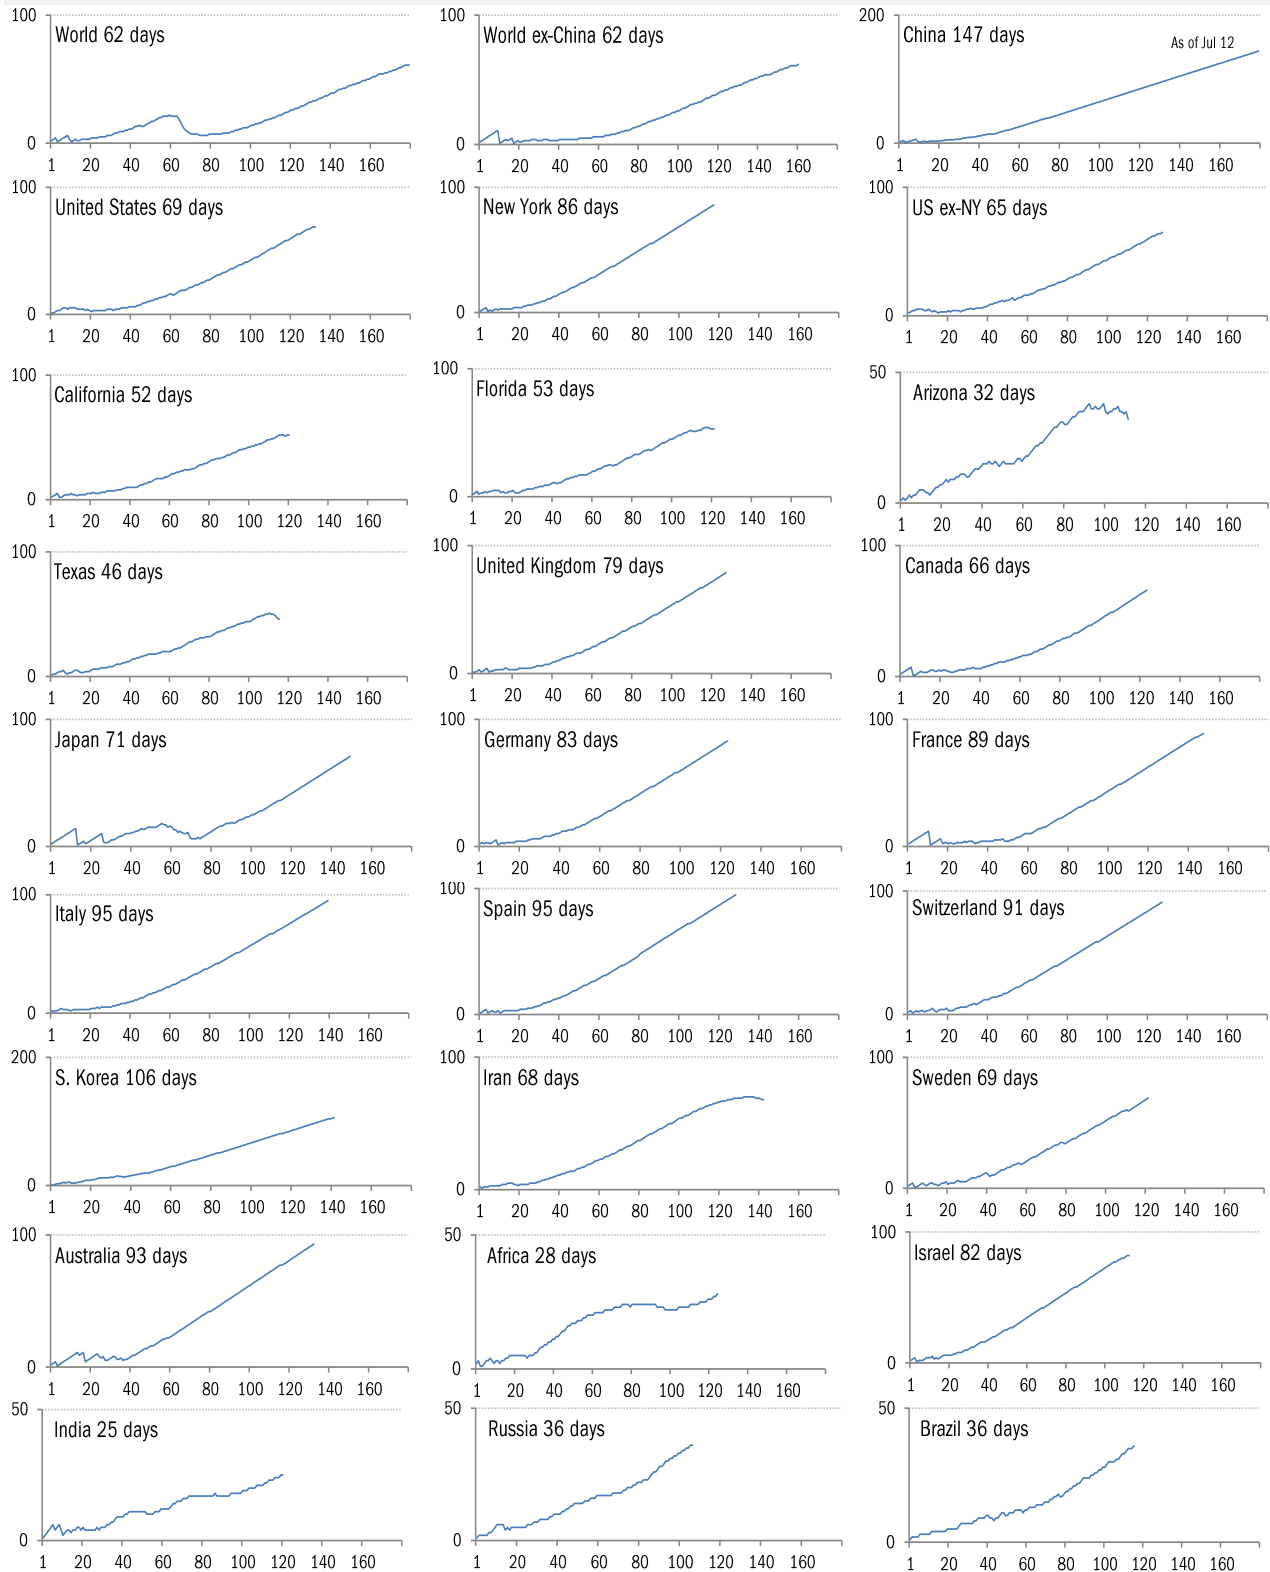 World 62 days
100
0
1 20 40 60 80 100 120 140 160
World ex-China 62 days
100
0
1 20 40 60 80 100 120 140 160
China 147 days
As of Jul 12
200
0
1 20 40 60 80 100 120 140 160
United States 69 days
100
0
1 20 40 60 80 100 120 140 160
New York 86 days
100
0
1 20 40 60 80 100 120 140 160
US ex-NY 65 days
100
0
1 20 40 60 80 100 120 140 160
California 52 days
100
0
1 20 40 60 80 100 120 140 160
Florida 53 days
100
0
1 20 40 60 80 100 120 140 160
Arizona 32 days
50
0
1 20 40 60 80 100 120 140 160
Texas 46 days
100
0
1 20 40 60 80 100 120 140 160
United Kingdom 79 days
100
0
1 20 40 60 80 100 120 140 160
Canada 66 days
100
0
1 20 40 60 80 100 120 140 160
Japan 71 days
100
0
1 20 40 60 80 100 120 140 160
Germany 83 days
100
0
1 20 40 60 80 100 120 140 160
France 89 days
100
0
1 20 40 60 80 100 120 140 160
Italy 95 days
100
0
1 20 40 60 80 100 120 140 160
Spain 95 days
100
0
1 20 40 60 80 100 120 140 160
Switzerland 91 days
100
0
1 20 40 60 80 100 120 140 160
S. Korea 106 days
200
0
1 20 40 60 80 100 120 140 160
Iran 68 days
100
0
1 20 40 60 80 100 120 140 160
Sweden 69 days
100
0
1 20 40 60 80 100 120 140 160
Australia 93 days
100
0
1 20 40 60 80 100 120 140 160
Africa 28 days
50
0
1 20 40 60 80 100 120 140 160
Israel 82 days
100
0
1 20 40 60 80 100 120 140 160
India 25 days
50
0
1 20 40 60 80 100 120 140 160
Russia 36 days
50
0
1 20 40 60 80 100 120 140 160
Brazil 36 days
50
0
1 20 40 60 80 100 120 140 160